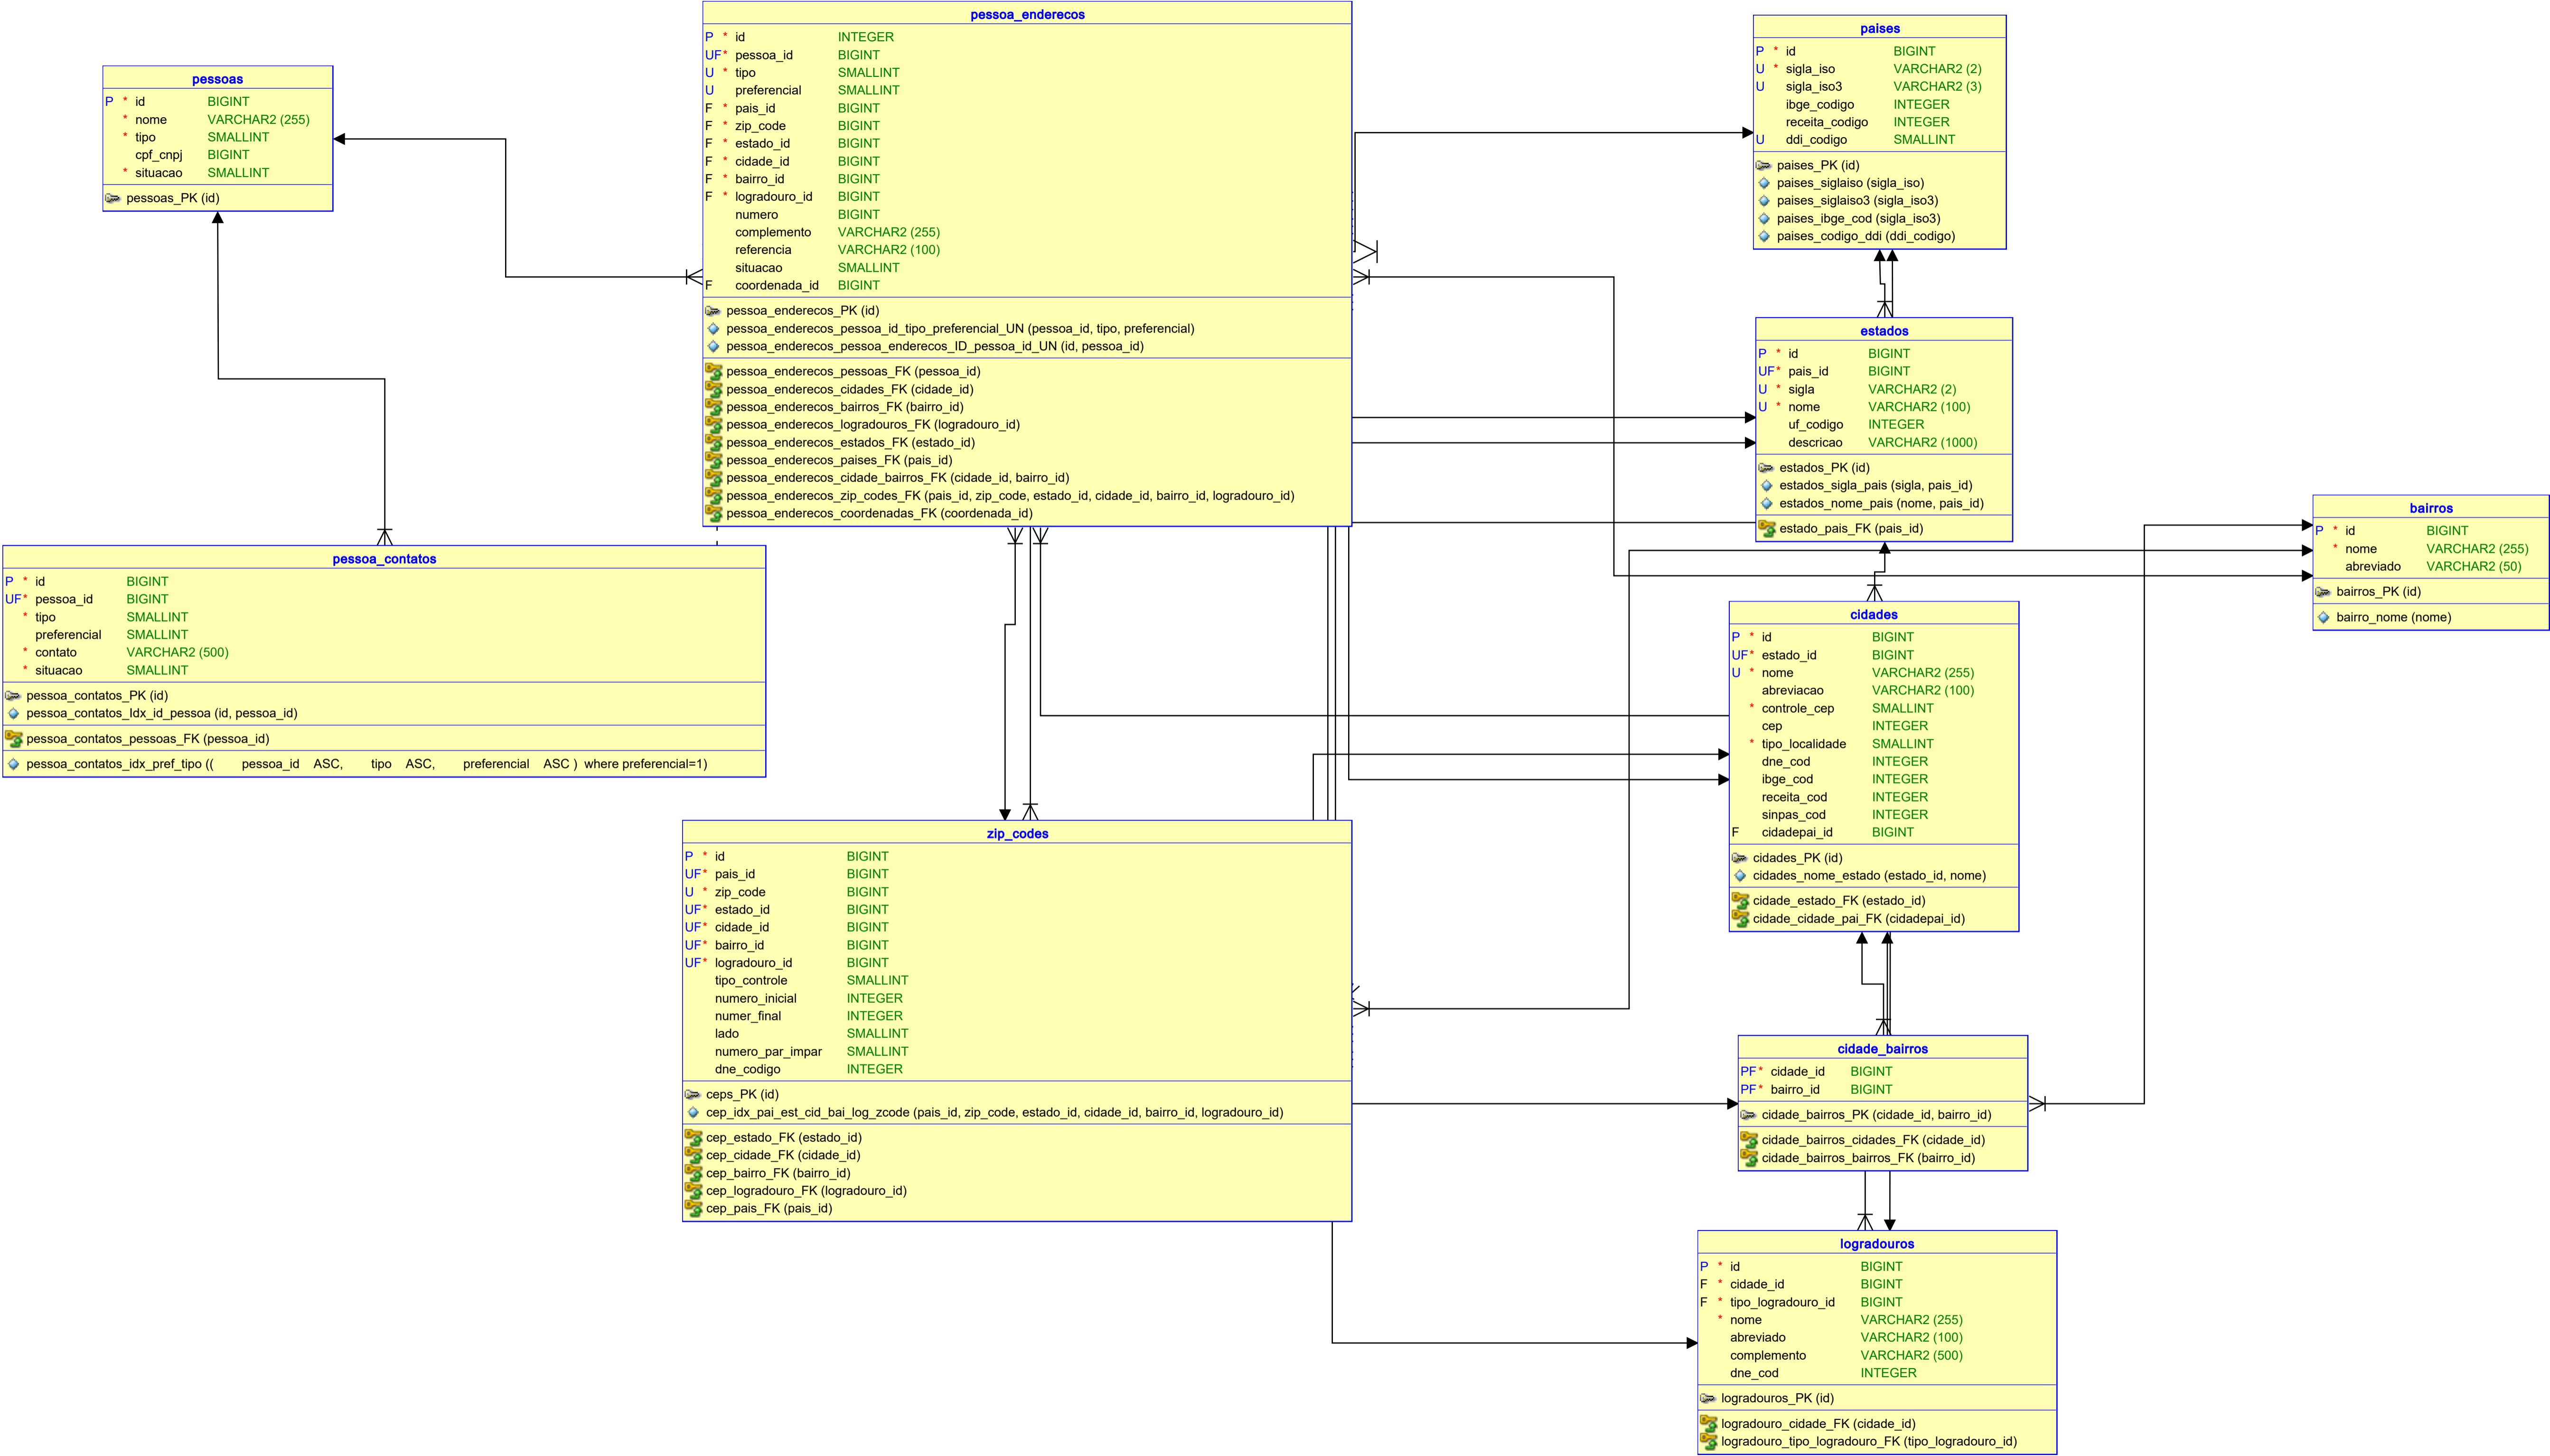 pessoas
P * id BIGINT
* nome VARCHAR2 (255)
* tipo SMALLINT
cpf_cnpj BIGINT
* situacao SMALLINT
pessoas_PK (id)
pessoa_enderecos
P * id INTEGER
UF* pessoa_id BIGINT
U * tipo SMALLINT
U preferencial SMALLINT
F * pais_id BIGINT
F * zip_code BIGINT
F * estado_id BIGINT
F * cidade_id BIGINT
F * bairro_id BIGINT
F * logradouro_id BIGINT
numero BIGINT
complemento VARCHAR2 (255)
referencia VARCHAR2 (100)
situacao SMALLINT
F coordenada_id BIGINT
pessoa_enderecos_PK (id)
pessoa_enderecos_pessoa_id_tipo_preferencial_UN (pessoa_id, tipo, preferencial)
pessoa_enderecos_pessoa_enderecos_ID_pessoa_id_UN (id, pessoa_id)
pessoa_enderecos_pessoas_FK (pessoa_id)
pessoa_enderecos_cidades_FK (cidade_id)
pessoa_enderecos_bairros_FK (bairro_id)
pessoa_enderecos_logradouros_FK (logradouro_id)
pessoa_enderecos_estados_FK (estado_id)
pessoa_enderecos_paises_FK (pais_id)
pessoa_enderecos_cidade_bairros_FK (cidade_id, bairro_id)
pessoa_enderecos_zip_codes_FK (pais_id, zip_code, estado_id, cidade_id, bairro_id, logradouro_id)
pessoa_enderecos_coordenadas_FK (coordenada_id)
paises
P * id BIGINT
U * sigla_iso VARCHAR2 (2)
U sigla_iso3 VARCHAR2 (3)
ibge_codigo INTEGER
receita_codigo INTEGER
U ddi_codigo SMALLINT
paises_PK (id)
paises_siglaiso (sigla_iso)
paises_siglaiso3 (sigla_iso3)
paises_ibge_cod (sigla_iso3)
paises_codigo_ddi (ddi_codigo)
estados
P * id BIGINT
UF* pais_id BIGINT
U * sigla VARCHAR2 (2)
U * nome VARCHAR2 (100)
uf_codigo INTEGER
descricao VARCHAR2 (1000)
estados_PK (id)
estados_sigla_pais (sigla, pais_id)
estados_nome_pais (nome, pais_id)
estado_pais_FK (pais_id)
bairros
P * id BIGINT
* nome VARCHAR2 (255)
abreviado VARCHAR2 (50)
bairros_PK (id)
bairro_nome (nome)
pessoa_contatos
P * id BIGINT
UF* pessoa_id BIGINT
* tipo SMALLINT
preferencial SMALLINT
* contato VARCHAR2 (500)
* situacao SMALLINT
pessoa_contatos_PK (id)
pessoa_contatos_Idx_id_pessoa (id, pessoa_id)
pessoa_contatos_pessoas_FK (pessoa_id)
pessoa_contatos_idx_pref_tipo (( pessoa_id ASC, tipo ASC, preferencial ASC ) where preferencial=1)
cidades
P * id BIGINT
UF* estado_id BIGINT
U * nome VARCHAR2 (255)
abreviacao VARCHAR2 (100)
* controle_cep SMALLINT
cep INTEGER
* tipo_localidade SMALLINT
dne_cod INTEGER
ibge_cod INTEGER
receita_cod INTEGER
sinpas_cod INTEGER
F cidadepai_id BIGINT
cidades_PK (id)
cidades_nome_estado (estado_id, nome)
cidade_estado_FK (estado_id)
cidade_cidade_pai_FK (cidadepai_id)
zip_codes
P * id BIGINT
UF* pais_id BIGINT
U * zip_code BIGINT
UF* estado_id BIGINT
UF* cidade_id BIGINT
UF* bairro_id BIGINT
UF* logradouro_id BIGINT
tipo_controle SMALLINT
numero_inicial INTEGER
numer_final INTEGER
lado SMALLINT
numero_par_impar SMALLINT
dne_codigo INTEGER
ceps_PK (id)
cep_idx_pai_est_cid_bai_log_zcode (pais_id, zip_code, estado_id, cidade_id, bairro_id, logradouro_id)
cep_estado_FK (estado_id)
cep_cidade_FK (cidade_id)
cep_bairro_FK (bairro_id)
cep_logradouro_FK (logradouro_id)
cep_pais_FK (pais_id)
cidade_bairros
PF* cidade_id BIGINT
PF* bairro_id BIGINT
cidade_bairros_PK (cidade_id, bairro_id)
cidade_bairros_cidades_FK (cidade_id)
cidade_bairros_bairros_FK (bairro_id)
logradouros
P * id BIGINT
F * cidade_id BIGINT
F * tipo_logradouro_id BIGINT
* nome VARCHAR2 (255)
abreviado VARCHAR2 (100)
complemento VARCHAR2 (500)
dne_cod INTEGER
logradouros_PK (id)
logradouro_cidade_FK (cidade_id)
logradouro_tipo_logradouro_FK (tipo_logradouro_id)